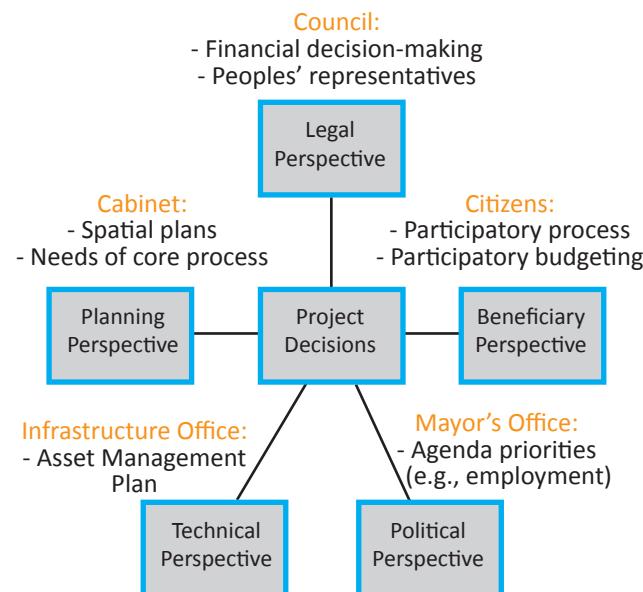 Council:
- Financial decision-making
- Peoples' representatives
Legal
Perspective
Cabinet:
- Spatial plans
- Needs of core process
Citizens:
- Participatory process
- Participatory budgeting
Planning
Perspective
Project
Decisions
Beneficiary
Perspective
Infrastructure Office:
- Asset Management
Plan
Mayor's Office:
- Agenda priorities
(e.g., employment)
Technical
Perspective
Political
Perspective